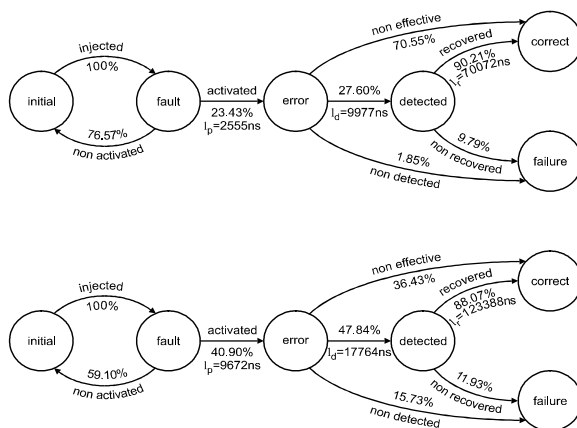 injected
100%
initial
fault
76.57%
non activated
activated
23.43%
lp=2555ns
error
non effective
70.55%
27.60%
ld=9977ns
detected
recovered
90.21%
lr=70072ns
correct
9.79%
non recovered
failure
1.85%
non detected
injected
100%
initial
fault
59.10%
non activated
activated
40.90%
lp=9672ns
error
non effective
36.43%
47.84%
ld=17764ns
detected
recovered
88.07%
lr=123388ns
correct
11.93%
non recovered
failure
15.73%
non detected